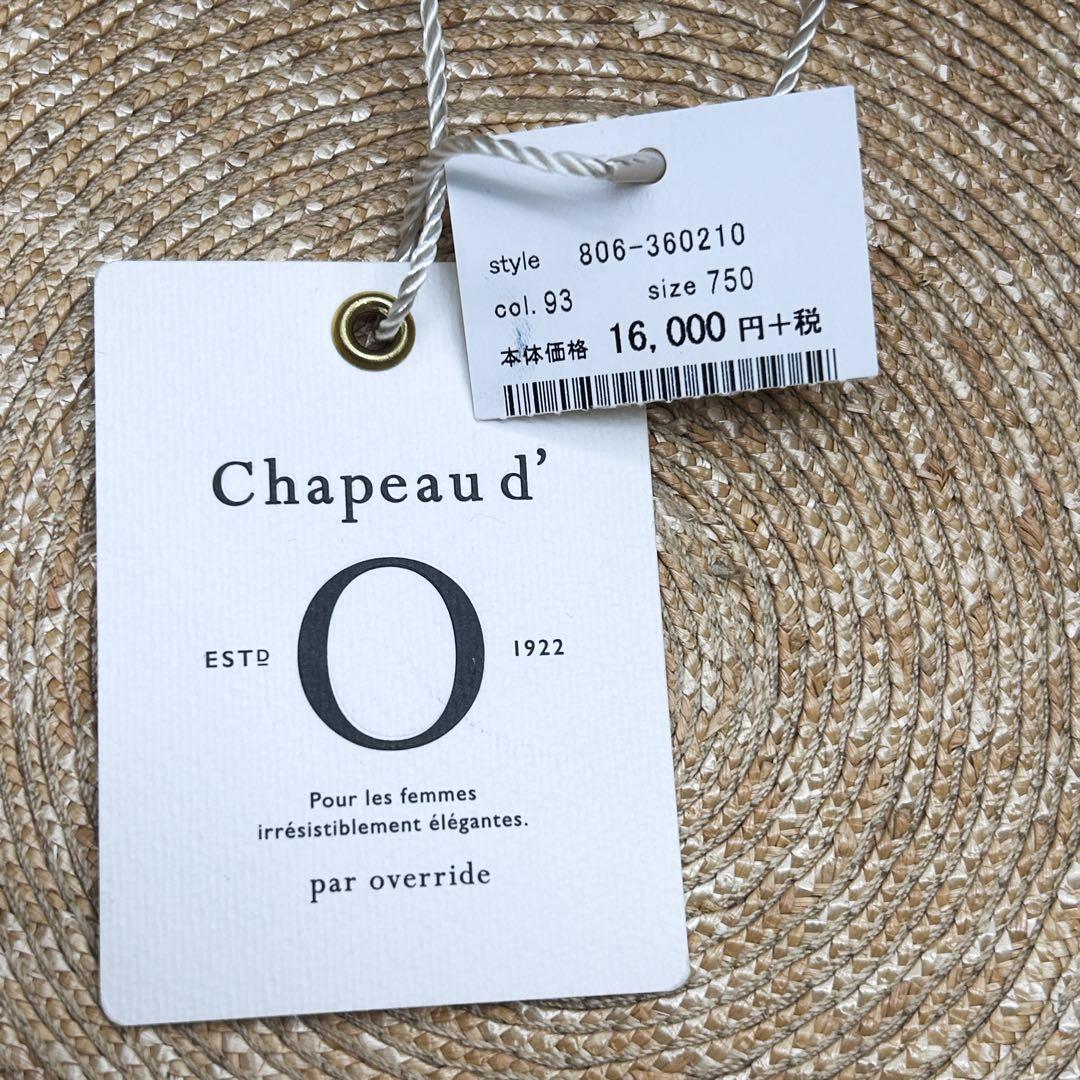 style 806-360210
col. 93 size 750
本体価格 16,000 円+税
Chapeau d'
O
ESTD 1922
Pour les femmes
irrésistiblement élégantes.
par override